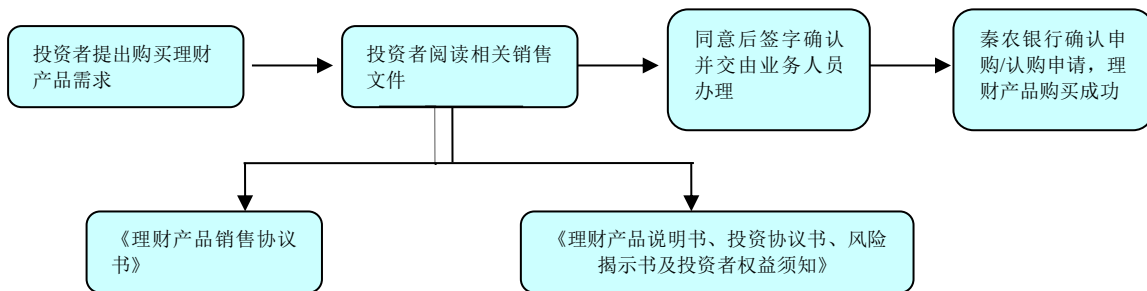 投资者提出购买理财
产品需求
投资者阅读相关销售
文件
同意后签字确认
并交由业务人员
办理
秦农银行确认申
购/认购申请，理
财产品购买成功
《理财产品销售协议
书》
《理财产品说明书、投资协议书、风险
揭示书及投资者权益须知》